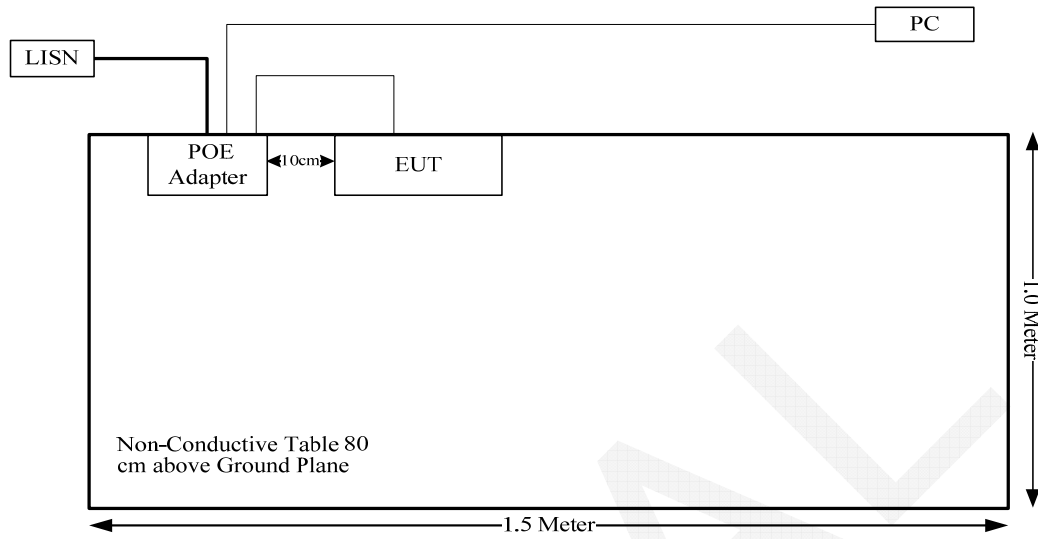 PC
LISN
POE
Adapter
10cm
EUT
1.0 Meter
Non-Conductive Table 80
cm above Ground Plane
1.5 Meter